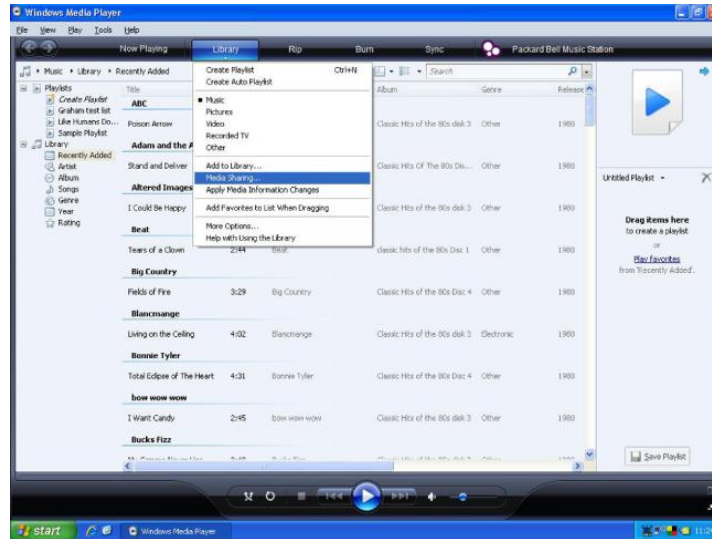 Windows Media Player
File View Play Tools Help
Now Playing Library Rip Burn Sync Packard Bell Music Station
Music Library Recently Added
Search
Create Playlist Ctrl+N
Create Auto Playlist
Music
Pictures
Video
Recorded TV
Other
Add to Library...
Media Sharing...
Apply Media Information Changes
Add Favorites to List When Dragging
More Options...
Help with Using the Library
Playlists
Create Playlist
Graham test list
Like Humans Do...
Sample Playlist
Library
Recently Added
Artist
Album
Songs
Genre
Year
Rating
Title Album Genre Release
ABC
Poison Arrow Classic Hits of the 80s disk 3 Other 1980
Adam and the A
Stand and Deliver Classic Hits Of The 80s Dis... Other 1980
Altered Images
I Could Be Happy Classic Hits of the 80s disk 3 Other 1980
Beat
Tears of a Clown 2:44 Beat classic hits of the 80s Disc 1 Other 1980
Big Country
Fields of Fire 3:29 Big Country Classic Hits of the 80s Disc 4 Other 1980
Blancmange
Living on the Ceiling 4:02 Blancmange Classic Hits of the 80s disk 3 Electronic 1980
Bonnie Tyler
Total Eclipse of The Heart 4:31 Bonnie Tyler Classic Hits of the 80s Disc 4 Other 1980
bow wow wow
I Want Candy 2:45 bow wow wow Classic Hits of the 80s disk 3 Other 1980
Bucks Fizz
Untitled Playlist
Drag items here
to create a playlist
or
Play favorites
from 'Recently Added'.
Save Playlist
start Windows Media Player 11:24